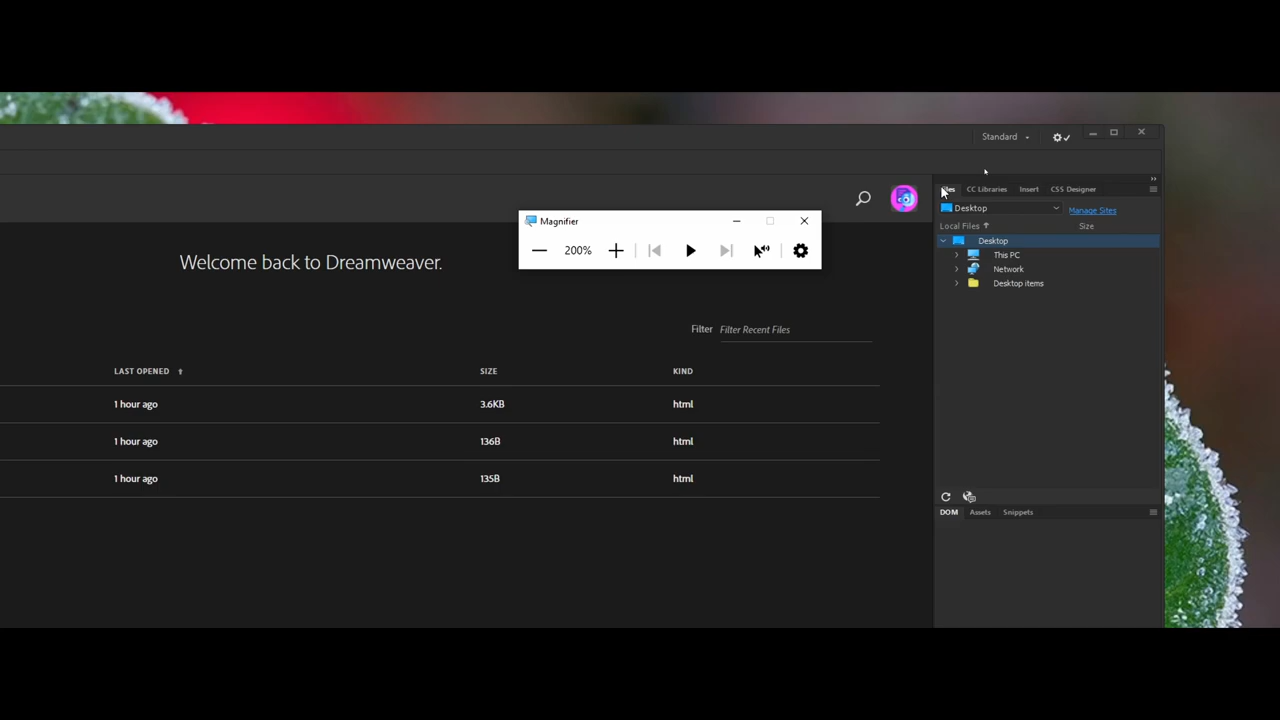 Standard
Files CC Libraries Insert CSS Designer
Desktop Manage Sites
Local Files Size
Desktop
This PC
Network
Desktop items
Magnifier
200%
Welcome back to Dreamweaver.
Filter Filter Recent Files
LAST OPENED SIZE KIND
1 hour ago 3.6KB html
1 hour ago 136B html
1 hour ago 135B html
DOM Assets Snippets